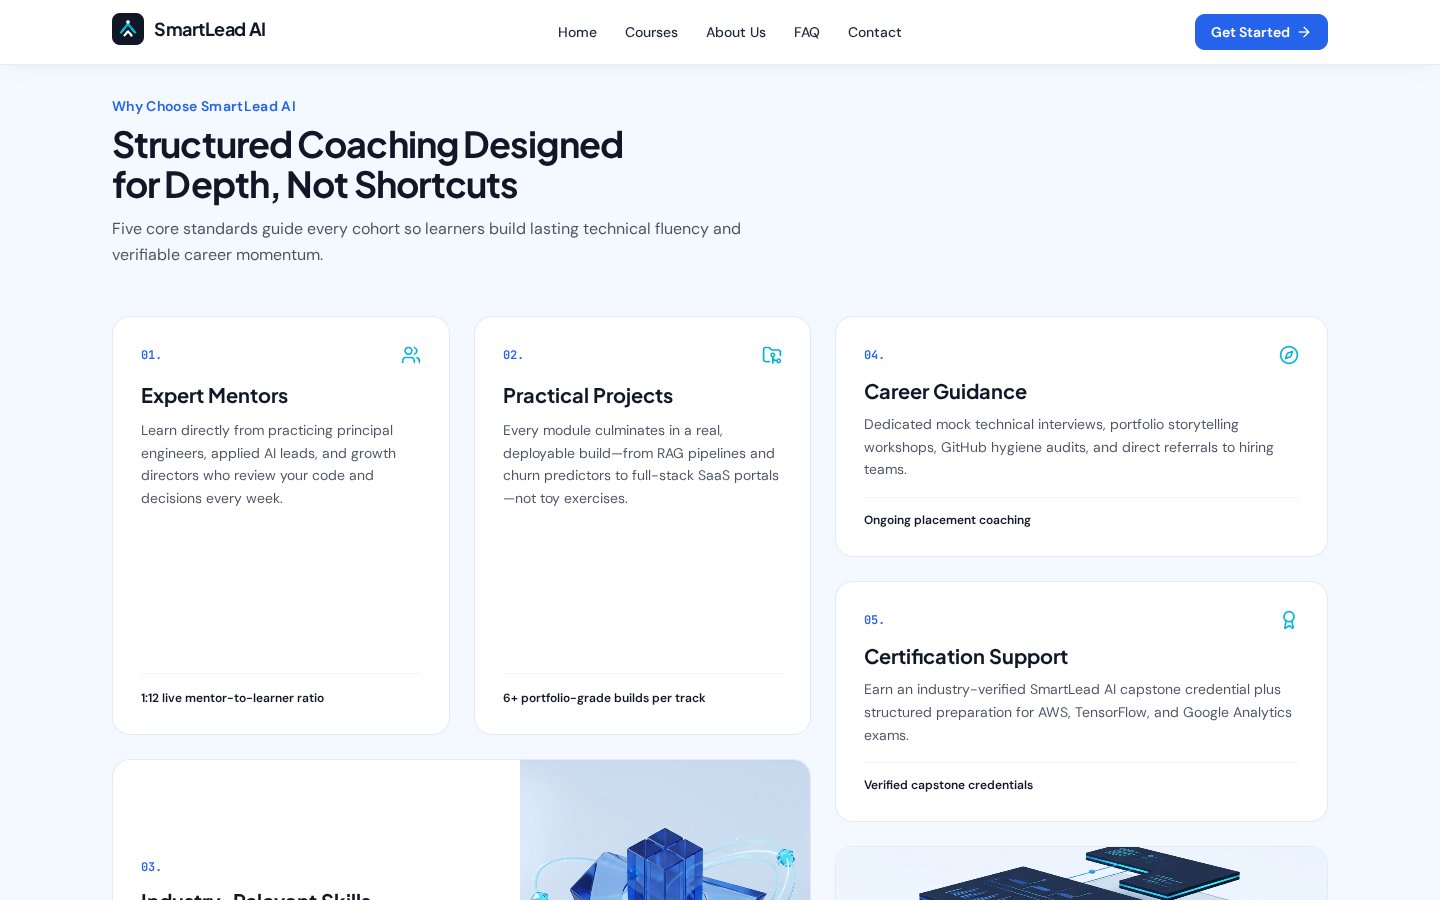 SmartLead AI
Home
Courses
About Us
FAQ
Contact
Get Started
Why Choose SmartLead AI
Structured Coaching Designed
for Depth, Not Shortcuts
Five core standards guide every cohort so learners build lasting technical fluency and
verifiable career momentum.
01.
Expert Mentors
Learn directly from practicing principal
engineers, applied AI leads, and growth
directors who review your code and
decisions every week.
1:12 live mentor-to-learner ratio
02.
Practical Projects
Every module culminates in a real,
deployable build—from RAG pipelines and
churn predictors to full-stack SaaS portals
—not toy exercises.
6+ portfolio-grade builds per track
04.
Career Guidance
Dedicated mock technical interviews, portfolio storytelling
workshops, GitHub hygiene audits, and direct referrals to hiring
teams.
Ongoing placement coaching
05.
Certification Support
Earn an industry-verified SmartLead AI capstone credential plus
structured preparation for AWS, TensorFlow, and Google Analytics
exams.
Verified capstone credentials
03.
Industry-Relevant Skills